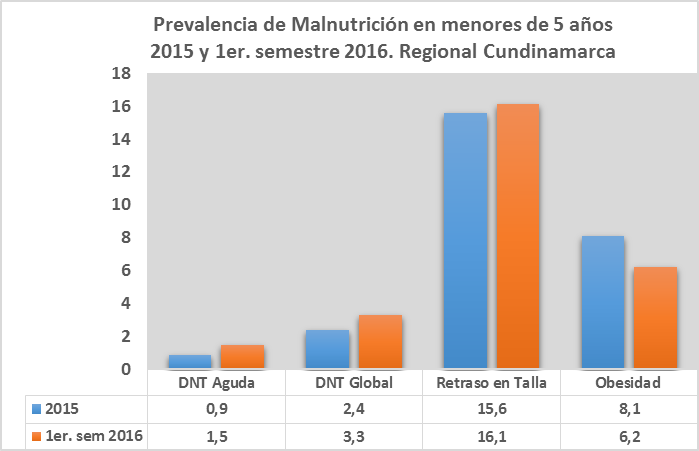 Prevalencia de Malnutrición en menores de 5 años
2015 y 1er. semestre 2016. Regional Cundinamarca
18
16
14
12
10
8
6
4
2
0
DNT Aguda DNT Global Retraso en Talla Obesidad
2015 0,9 2,4 15,6 8,1
1er. sem 2016 1,5 3,3 16,1 6,2